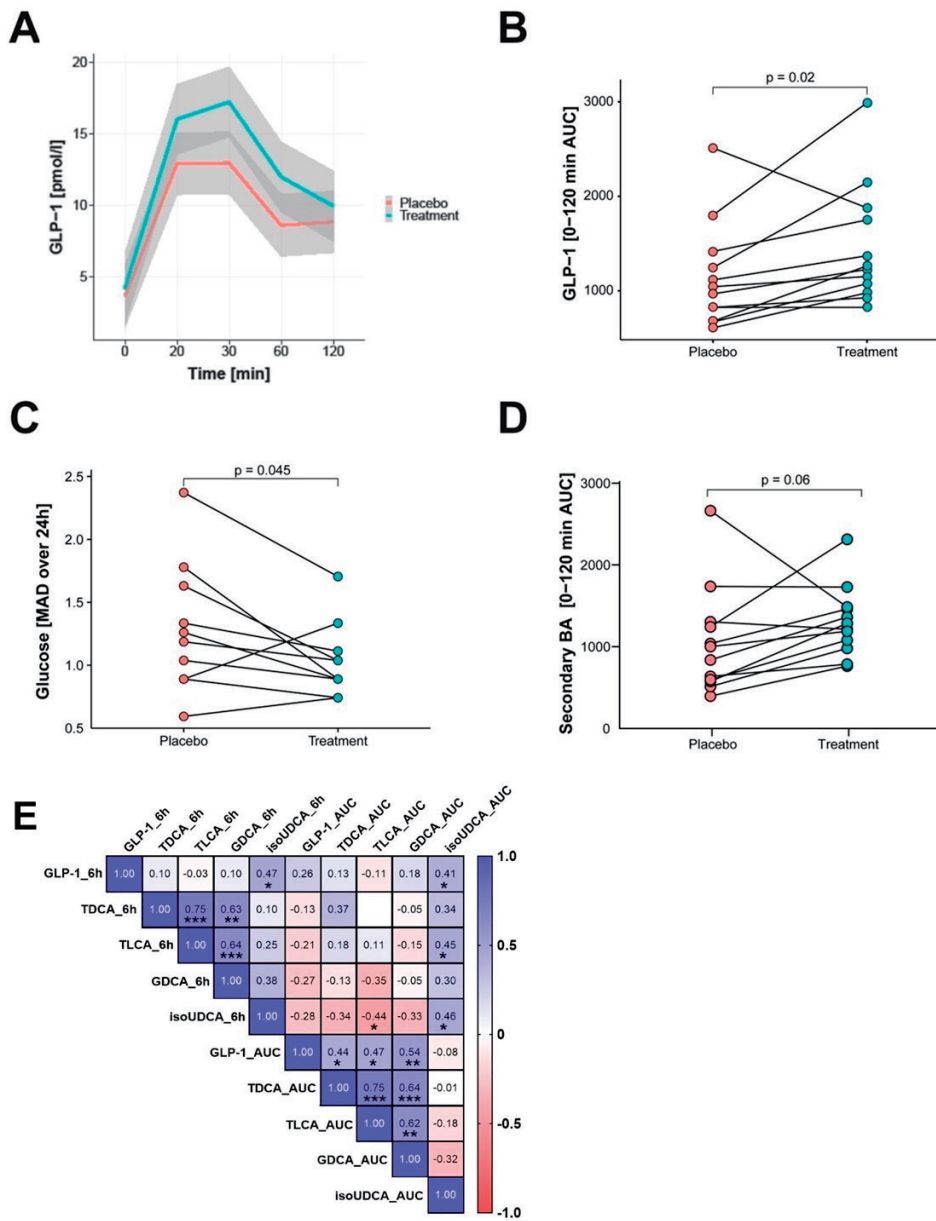 A
GLP−1 [pmol/l]
20
15
10
5
0 20 30 60 120
Time [min]
Placebo
Treatment
B
GLP−1 [0−120 min AUC]
3000
2000
1000
p = 0.02
Placebo Treatment
C
Glucose [MAD over 24h]
2.5
2.0
1.5
1.0
0.5
p = 0.045
Placebo Treatment
D
Secondary BA [0−120 min AUC]
3000
2000
1000
0
p = 0.06
Placebo Treatment
E
GLP-1_6h TDCA_6h TLCA_6h GDCA_6h isoUDCA_6h GLP-1_AUC TDCA_AUC TLCA_AUC GDCA_AUC isoUDCA_AUC
GLP-1_6h 1.00 0.10 -0.03 0.10 0.47 0.26 0.13 -0.11 0.18 0.41
* *
TDCA_6h 1.00 0.75 0.63 0.10 -0.13 0.37 -0.05 0.34
*** **
TLCA_6h 1.00 0.64 0.25 -0.21 0.18 0.11 -0.15 0.45
*** *
GDCA_6h 1.00 0.38 -0.27 -0.13 -0.35 -0.05 0.30
isoUDCA_6h 1.00 -0.28 -0.34 -0.44 -0.33 0.46
* *
GLP-1_AUC 1.00 0.44 0.47 0.54 -0.08
* * **
TDCA_AUC 1.00 0.75 0.64 -0.01
*** ***
TLCA_AUC 1.00 0.62 -0.18
**
GDCA_AUC 1.00 -0.32
isoUDCA_AUC 1.00
1.0
0.5
0
-0.5
-1.0